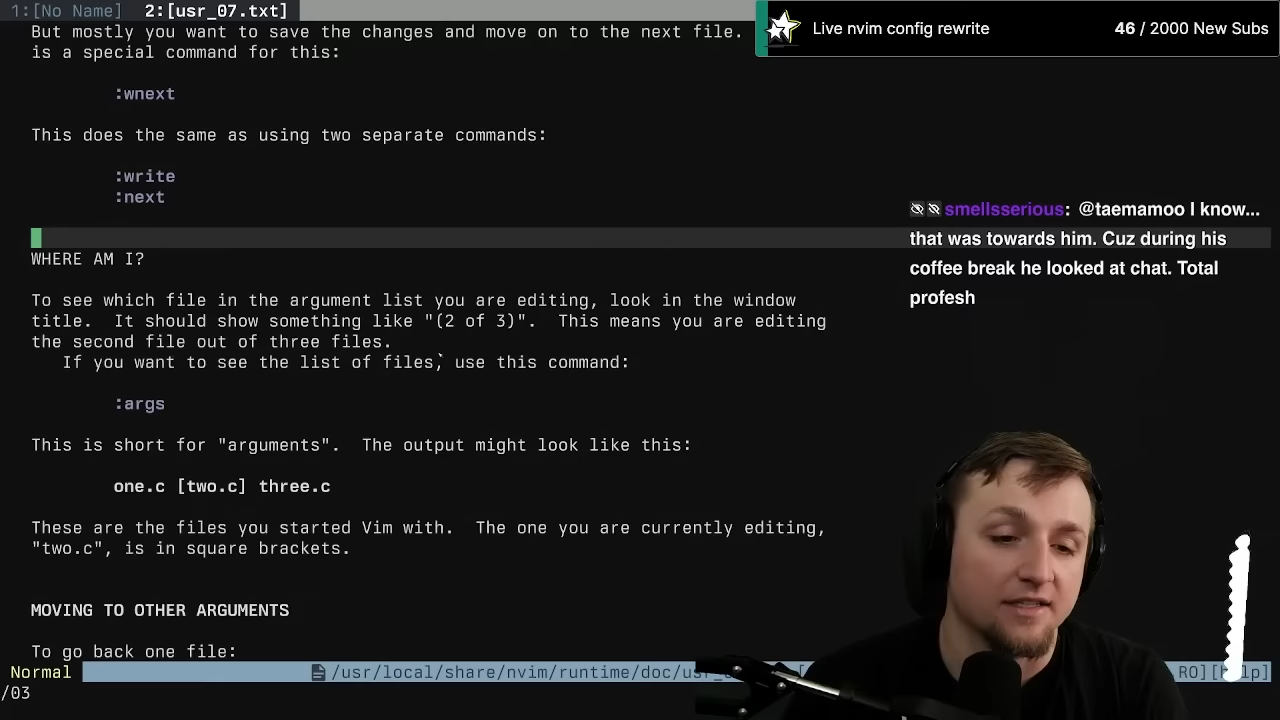 1:[No Name]  2:[usr_07.txt]
Live nvim config rewrite
46 / 2000 New Subs
But mostly you want to save the changes and move on to the next file.
is a special command for this:
:wnext
This does the same as using two separate commands:
:write
:next
smellsserious: @taemamoo I know...
that was towards him. Cuz during his
coffee break he looked at chat. Total
profesh
WHERE AM I?
To see which file in the argument list you are editing, look in the window
title.  It should show something like "(2 of 3)".  This means you are editing
the second file out of three files.
If you want to see the list of files, use this command:
:args
This is short for "arguments".  The output might look like this:
one.c [two.c] three.c
These are the files you started Vim with.  The one you are currently editing,
"two.c", is in square brackets.
MOVING TO OTHER ARGUMENTS
To go back one file:
Normal
/usr/local/share/nvim/runtime/doc/
RO][help]
/03